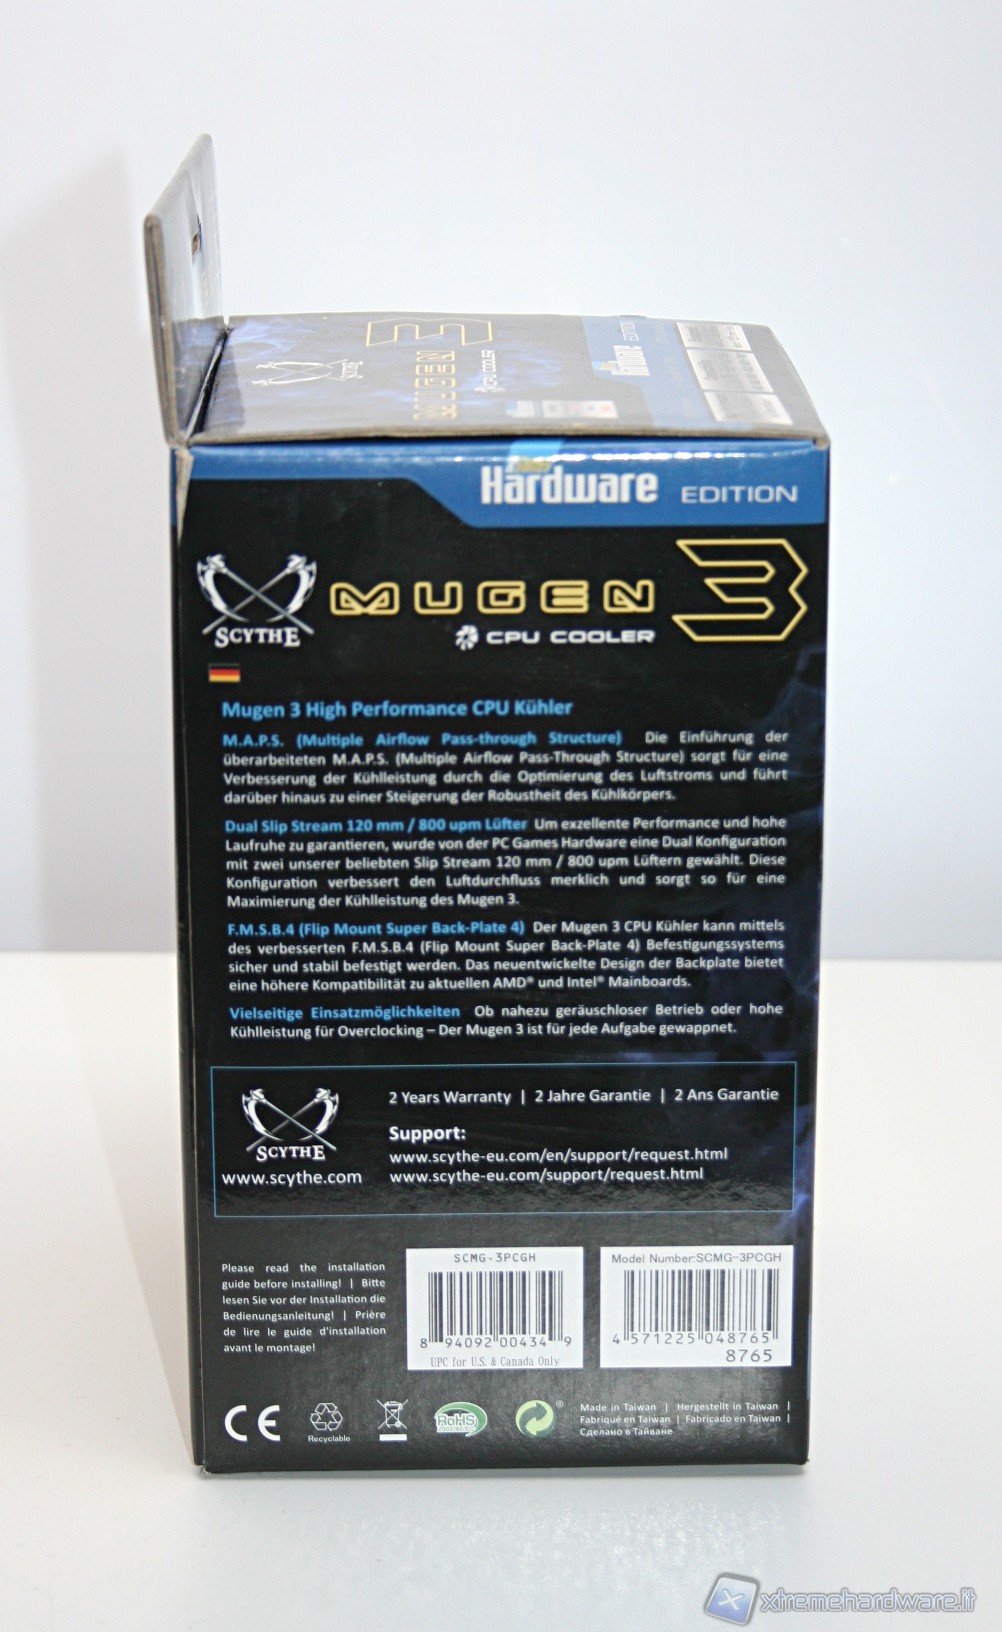 SCYTHE
MUGEN 3
CPU COOLER
Hardware EDITION
Hardware EDITION
SCYTHE
MUGEN 3
CPU COOLER
Mugen 3 High Performance CPU Kühler
M.A.P.S. (Multiple Airflow Pass-through Structure) Die Einführung der
überarbeiteten M.A.P.S. (Multiple Airflow Pass-Through Structure) sorgt für eine
Verbesserung der Kühlleistung durch die Optimierung des Luftstroms und führt
darüber hinaus zu einer Steigerung der Robustheit des Kühlkörpers.
Dual Slip Stream 120 mm / 800 upm Lüfter Um exzellente Performance und hohe
Laufruhe zu garantieren, wurde von der PC Games Hardware eine Dual Konfiguration
mit zwei unserer beliebten Slip Stream 120 mm / 800 upm Lüftern gewählt. Diese
Konfiguration verbessert den Luftdurchfluss merklich und sorgt so für eine
Maximierung der Kühlleistung des Mugen 3.
F.M.S.B.4 (Flip Mount Super Back-Plate 4) Der Mugen 3 CPU Kühler kann mittels
des verbesserten F.M.S.B.4 (Flip Mount Super Back-Plate 4) Befestigungssystems
sicher und stabil befestigt werden. Das neuentwickelte Design der Backplate bietet
eine höhere Kompatibilität zu aktuellen AMD® und Intel® Mainboards.
Vielseitige Einsatzmöglichkeiten Ob nahezu geräuschloser Betrieb oder hohe
Kühlleistung für Overclocking – Der Mugen 3 ist für jede Aufgabe gewappnet.
SCYTHE
www.scythe.com
2 Years Warranty | 2 Jahre Garantie | 2 Ans Garantie
Support:
www.scythe-eu.com/en/support/request.html
www.scythe-eu.com/support/request.html
Please read the installation
guide before installing! | Bitte
lesen Sie vor der Installation die
Bedienungsanleitung! | Prière
de lire le guide d'installation
avant le montage!
SCMG-3PCGH
8 94092 00434 9
UPC for U.S. & Canada Only
Model Number:SCMG-3PCGH
4 571225 048765
8765
CE
Recyclable
RoHS
Made in Taiwan | Hergestellt in Taiwan |
Fabriqué en Taiwan | Fabricado en Taiwan |
Сделано в Тайване
xtremehardware.it